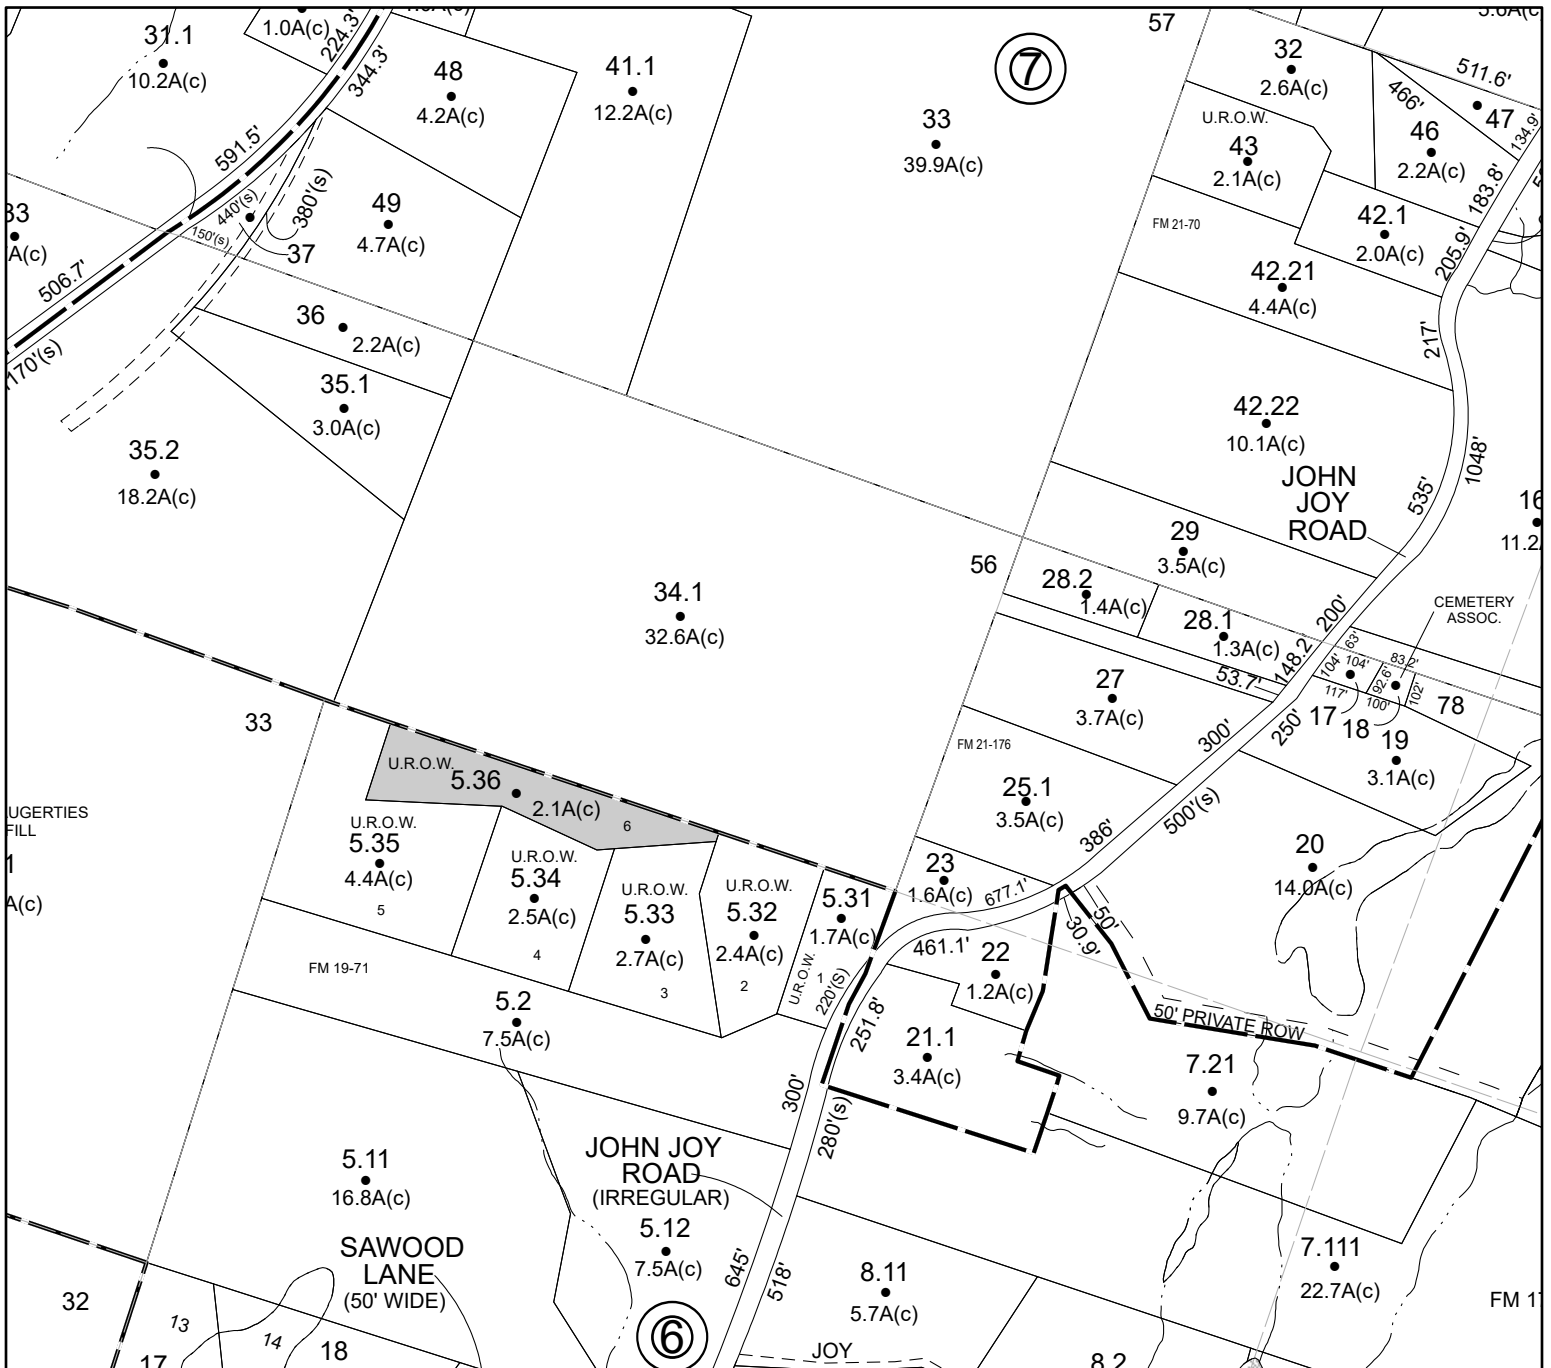 31.1
10.2A(c)
1.0A(c)
224.3'
344.3'
48
4.2A(c)
41.1
12.2A(c)
7
57
33
39.9A(c)
32
2.6A(c)
511.6'
466'
47
134.9'
46
2.2A(c)
183.8'
U.R.O.W.
43
2.1A(c)
42.1
2.0A(c)
205.9'
FM 21-70
42.21
4.4A(c)
217'
591.5'
440'(s)
380'(s)
150'(s)
37
49
4.7A(c)
33
A(c)
506.7'
170'(s)
36
2.2A(c)
35.1
3.0A(c)
35.2
18.2A(c)
42.22
10.1A(c)
1048'
535'
JOHN
JOY
ROAD
16
11.2
29
3.5A(c)
56
28.2
1.4A(c)
28.1
1.3A(c)
200'
148.2'
53.7'
CEMETERY
ASSOC.
63'
104'
104'
117'
92.6'
83.2'
100'
102'
78
17
18
250'
19
3.1A(c)
34.1
32.6A(c)
27
3.7A(c)
300'
FM 21-176
25.1
3.5A(c)
386'
500'(s)
20
14.0A(c)
33
U.R.O.W.
5.36
2.1A(c)
6
UGERTIES
FILL
1
A(c)
U.R.O.W.
5.35
4.4A(c)
5
U.R.O.W.
5.34
2.5A(c)
4
U.R.O.W.
5.33
2.7A(c)
3
U.R.O.W.
5.32
2.4A(c)
2
5.31
1.7A(c)
U.R.O.W.
1
220'(S)
23
1.6A(c)
677.1'
50'
30.9'
461.1'
22
1.2A(c)
251.8'
21.1
3.4A(c)
50' PRIVATE ROW
7.21
9.7A(c)
FM 19-71
5.2
7.5A(c)
300'
280'(s)
5.11
16.8A(c)
JOHN JOY
ROAD
(IRREGULAR)
5.12
7.5A(c)
SAWOOD
LANE
(50' WIDE)
645'
518'
8.11
5.7A(c)
7.111
22.7A(c)
FM 17
32
13
14
18
17
6
JOY
8.2